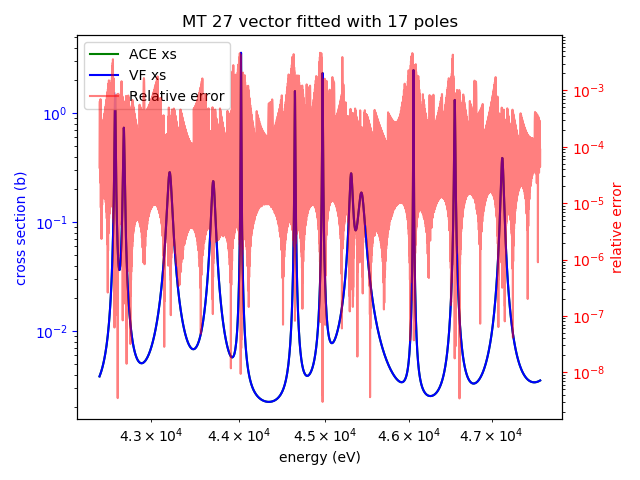 MT 27 vector fitted with 17 poles
ACE xs
VF xs
Relative error
cross section (b)
10⁰
10⁻¹
10⁻²
relative error
10⁻³
10⁻⁴
10⁻⁵
10⁻⁶
10⁻⁷
10⁻⁸
4.3 × 10⁴ 4.4 × 10⁴ 4.5 × 10⁴ 4.6 × 10⁴ 4.7 × 10⁴
energy (eV)